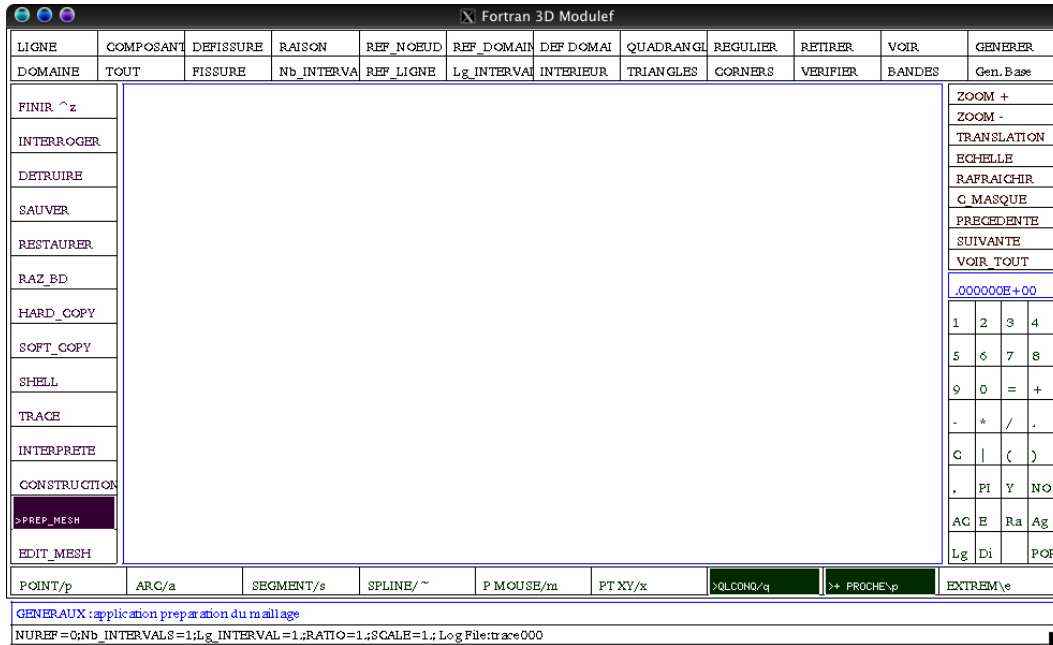 Fortran 3D Modulef
LIGNE COMPOSANT DEFISSURE RAISON REF_NOEUD REF_DOMAIN DEF DOMAI QUADRANGL REGULIER RETIRER VOIR GENERER
DOMAINE TOUT FISSURE Nb_INTERVA REF_LIGNE Lg_INTERVAL INTERIEUR TRIANGLES CORNERS VERIFIER BANDES Gen. Base
FINIR ^z
INTERROGER
DETRUIRE
SAUVER
RESTAURER
RAZ_BD
HARD_COPY
SOFT_COPY
SHELL
TRACE
INTERPRETE
CONSTRUCTION
>PREP_MESH
EDIT_MESH
ZOOM +
ZOOM -
TRANSLATION
ECHELLE
RAFRAICHIR
C_MASQUE
PRECEDENTE
SUIVANTE
VOIR_TOUT
.000000E+00
1 2 3 4
5 6 7 8
9 0 = +
- * / .
C | ( )
, PI Y NO
AC E Ra Ag
Lg Di POP
POINT/p ARC/a SEGMENT/s SPLINE/~ P MOUSE/m PT XY/x >QLCONQ/q >+ PROCHE\p EXTREM\e
GENERAUX :application preparation du maillage
NUREF=0;Nb_INTERVALS=1;Lg_INTERVAL=1.;RATIO=1.;SCALE=1.; Log File:trace000